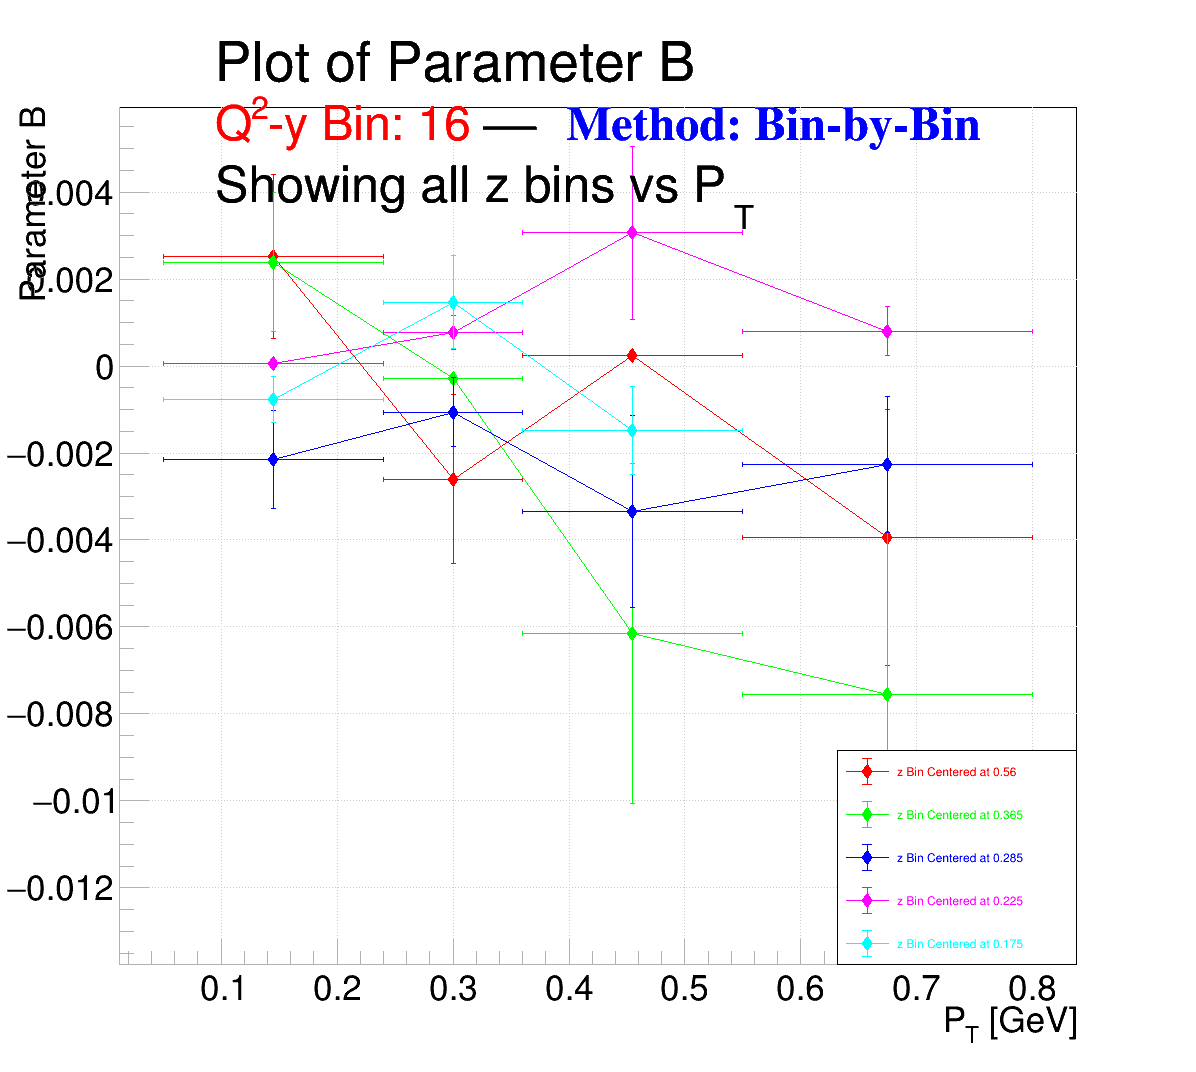 Plot of Parameter B
Q²-y Bin: 16 — Method: Bin-by-Bin
Showing all z bins vs P_T
Parameter B
0.004
0.002
0
−0.002
−0.004
−0.006
−0.008
−0.01
−0.012
z Bin Centered at 0.56
z Bin Centered at 0.365
z Bin Centered at 0.285
z Bin Centered at 0.225
z Bin Centered at 0.175
0.1 0.2 0.3 0.4 0.5 0.6 0.7 0.8
P_T [GeV]